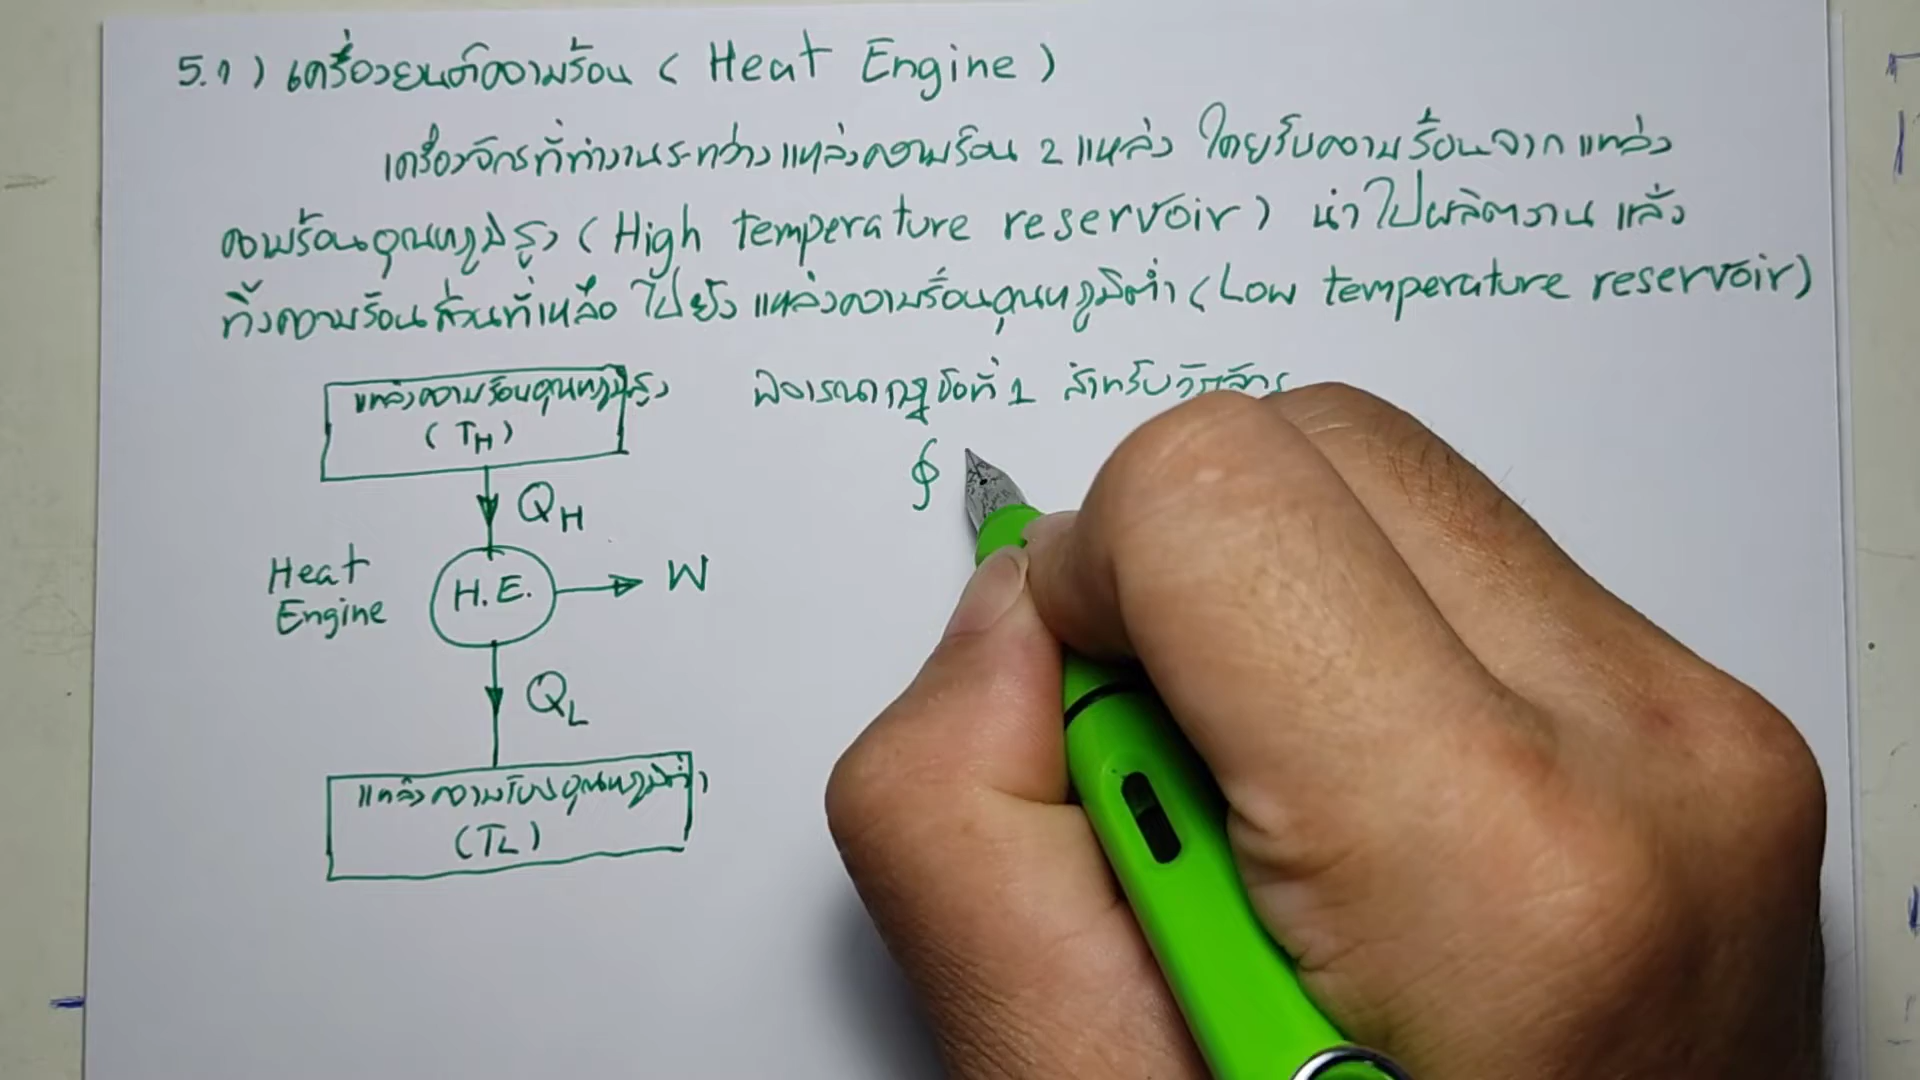 5.1) เครื่องยนต์ความร้อน (Heat Engine)
เครื่องจักรที่ทำงานระหว่างแหล่งความร้อน 2 แหล่ง โดยรับความร้อนจากแหล่ง
ความร้อนอุณหภูมิสูง (High temperature reservoir) นำไปผลิตงาน แล้ว
ทิ้งความร้อนส่วนที่เหลือไปยังแหล่งความร้อนอุณหภูมิต่ำ (Low temperature reservoir)
แหล่งความร้อนอุณหภูมิสูง
(TH)
QH
Heat
Engine
H.E.
W
QL
แหล่งความร้อนอุณหภูมิต่ำ
(TL)
พิจารณากฎข้อที่ 1 สำหรับวัฏจักร
∮